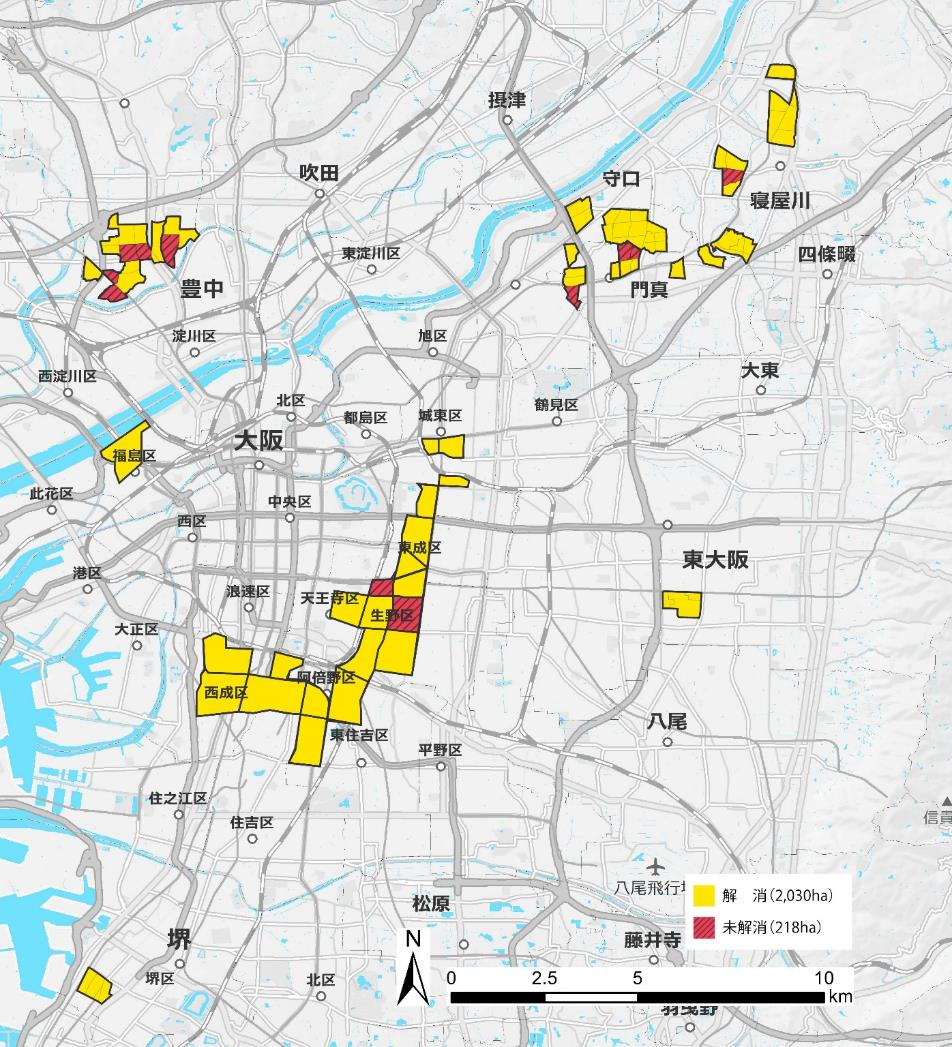 摂津
吹田
守口
寝屋川
四條畷
東淀川区
豊中
門真
淀川区
旭区
西淀川区
大東
北区
都島区
城東区
鶴見区
大阪
福島区
此花区
中央区
西区
東成区
東大阪
港区
浪速区
天王寺区
生野区
大正区
阿倍野区
西成区
八尾
東住吉区
平野区
住之江区
住吉区
八尾飛行場
解 消(2,030ha)
未解消(218ha)
松原
藤井寺
堺
堺区
北区
N
0 2.5 5 10
km
羽曳野